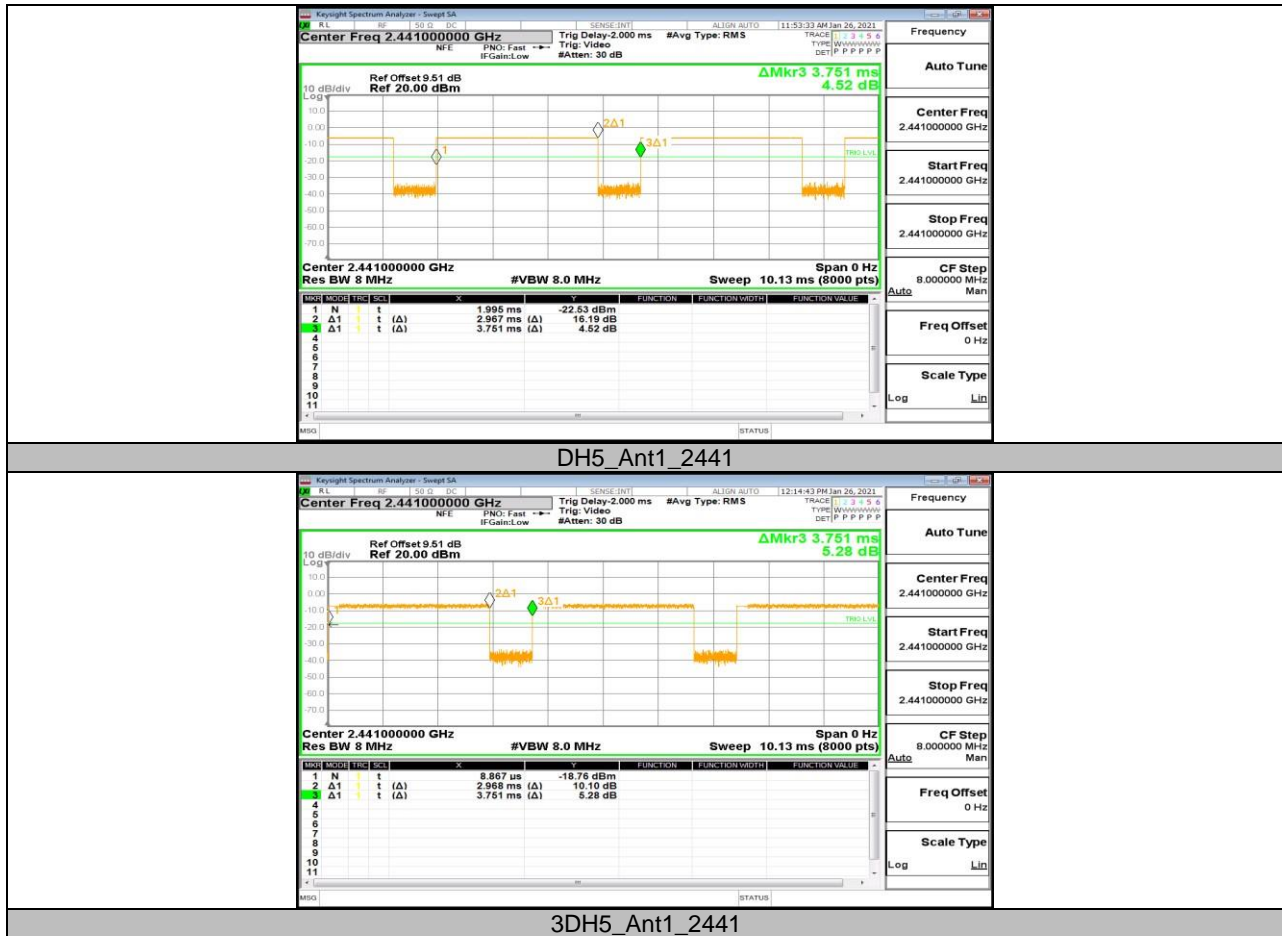 Keysight Spectrum Analyzer - Swept SA
RL RF 50 Ω DC SENSE:INT ALIGN AUTO 11:53:33 AM Jan 26, 2021
Center Freq 2.441000000 GHz Trig Delay-2.000 ms #Avg Type: RMS TRACE 1 2 3 4 5 6
NFE PNO: Fast Trig: Video TYPE WWWWWW
IFGain:Low #Atten: 30 dB DET P P P P P P
Frequency
Auto Tune
ΔMkr3 3.751 ms
4.52 dB
Ref Offset 9.51 dB
10 dB/div Ref 20.00 dBm
Log
10.0
0.00
-10.0
-20.0
-30.0
-40.0
-50.0
-60.0
-70.0
1
2Δ1
3Δ1
TRIG LVL
Center 2.441000000 GHz Span 0 Hz
Res BW 8 MHz #VBW 8.0 MHz Sweep 10.13 ms (8000 pts)
MKR MODE TRC SCL X Y FUNCTION FUNCTION WIDTH FUNCTION VALUE
1 N 1 t 1.995 ms -22.53 dBm
2 Δ1 1 t (Δ) 2.967 ms (Δ) 16.19 dB
3 Δ1 1 t (Δ) 3.751 ms (Δ) 4.52 dB
4
5
6
7
8
9
10
11
MSG STATUS
Center Freq
2.441000000 GHz
Start Freq
2.441000000 GHz
Stop Freq
2.441000000 GHz
CF Step
8.000000 MHz
Auto Man
Freq Offset
0 Hz
Scale Type
Log Lin
DH5_Ant1_2441
Keysight Spectrum Analyzer - Swept SA
RL RF 50 Ω DC SENSE:INT ALIGN AUTO 12:14:43 PM Jan 26, 2021
Center Freq 2.441000000 GHz Trig Delay-2.000 ms #Avg Type: RMS TRACE 1 2 3 4 5 6
NFE PNO: Fast Trig: Video TYPE WWWWWW
IFGain:Low #Atten: 30 dB DET P P P P P P
Frequency
Auto Tune
ΔMkr3 3.751 ms
5.28 dB
Ref Offset 9.51 dB
10 dB/div Ref 20.00 dBm
Log
10.0
0.00
-10.0
-20.0
-30.0
-40.0
-50.0
-60.0
-70.0
1
2Δ1
3Δ1
TRIG LVL
Center 2.441000000 GHz Span 0 Hz
Res BW 8 MHz #VBW 8.0 MHz Sweep 10.13 ms (8000 pts)
MKR MODE TRC SCL X Y FUNCTION FUNCTION WIDTH FUNCTION VALUE
1 N 1 t 8.867 µs -18.76 dBm
2 Δ1 1 t (Δ) 2.968 ms (Δ) 10.10 dB
3 Δ1 1 t (Δ) 3.751 ms (Δ) 5.28 dB
4
5
6
7
8
9
10
11
MSG STATUS
Center Freq
2.441000000 GHz
Start Freq
2.441000000 GHz
Stop Freq
2.441000000 GHz
CF Step
8.000000 MHz
Auto Man
Freq Offset
0 Hz
Scale Type
Log Lin
3DH5_Ant1_2441